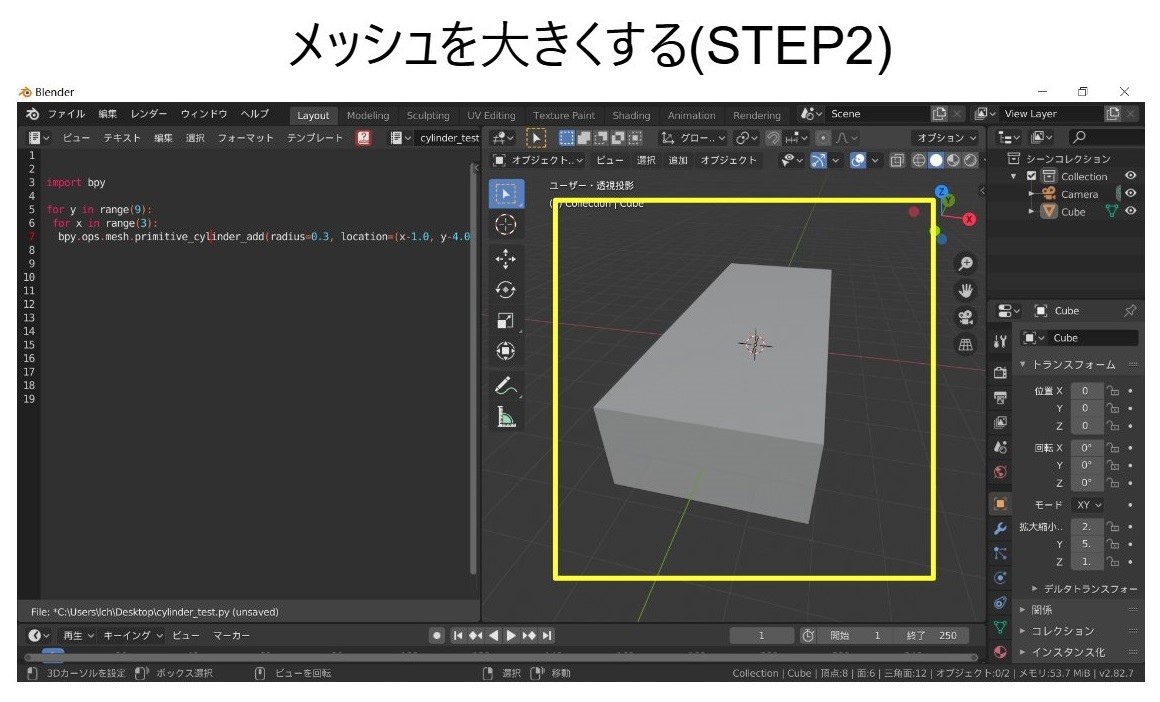 メッシュを大きくする(STEP2)
Blender
ファイル 編集 レンダー ウィンドウ ヘルプ Layout Modeling Sculpting UV Editing Texture Paint Shading Animation Rendering Scene View Layer
ビュー テキスト 編集 選択 フォーマット テンプレート cylinder_test グロー.. オプション
オブジェクト.. ビュー 選択 追加 オブジェクト
シーンコレクション
Collection
Camera
Cube
1
2
3 import bpy
4
5 for y in range(9):
6 for x in range(3):
7 bpy.ops.mesh.primitive_cylinder_add(radius=0.3, location=(x-1.0, y-4.0
8
9
10
11
12
13
14
15
16
17
18
19
ユーザー・透視投影
Collection | Cube
Z
Y
X
Cube
Cube
トランスフォーム
位置 X 0
Y 0
Z 0
回転 X 0°
Y 0°
Z 0°
モード XY
拡大縮小.. 2.
Y 5.
Z 1.
デルタトランスフォー
関係
コレクション
インスタンス化
File: *C:\Users\lch\Desktop\cylinder_test.py (unsaved)
再生 キーイング ビュー マーカー 1 開始 1 終了 250
3Dカーソルを設定 ボックス選択 ビューを回転 選択 移動 Collection | Cube | 頂点:8 | 面:6 | 三角面:12 | オブジェクト:0/2 | メモリ:53.7 MiB | v2.82.7